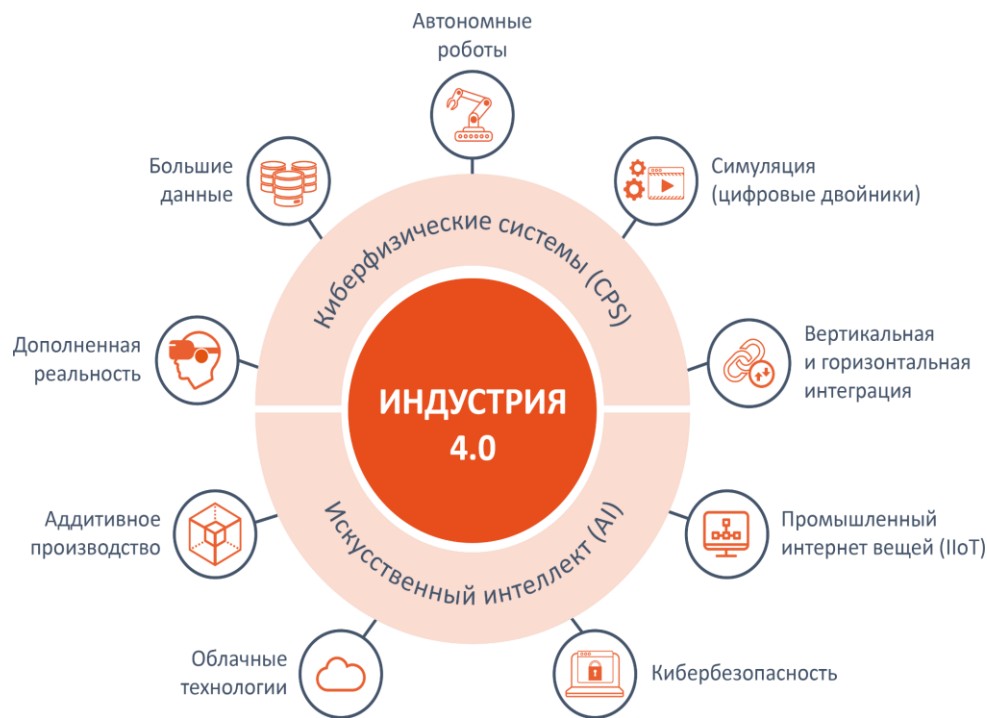 Автономные
роботы
Большие
данные
Симуляция
(цифровые двойники)
Киберфизические системы (CPS)
Дополненная
реальность
Вертикальная
и горизонтальная
интеграция
ИНДУСТРИЯ
4.0
Аддитивное
производство
Промышленный
интернет вещей (IIoT)
Искусственный интеллект (AI)
Облачные
технологии
Кибербезопасность